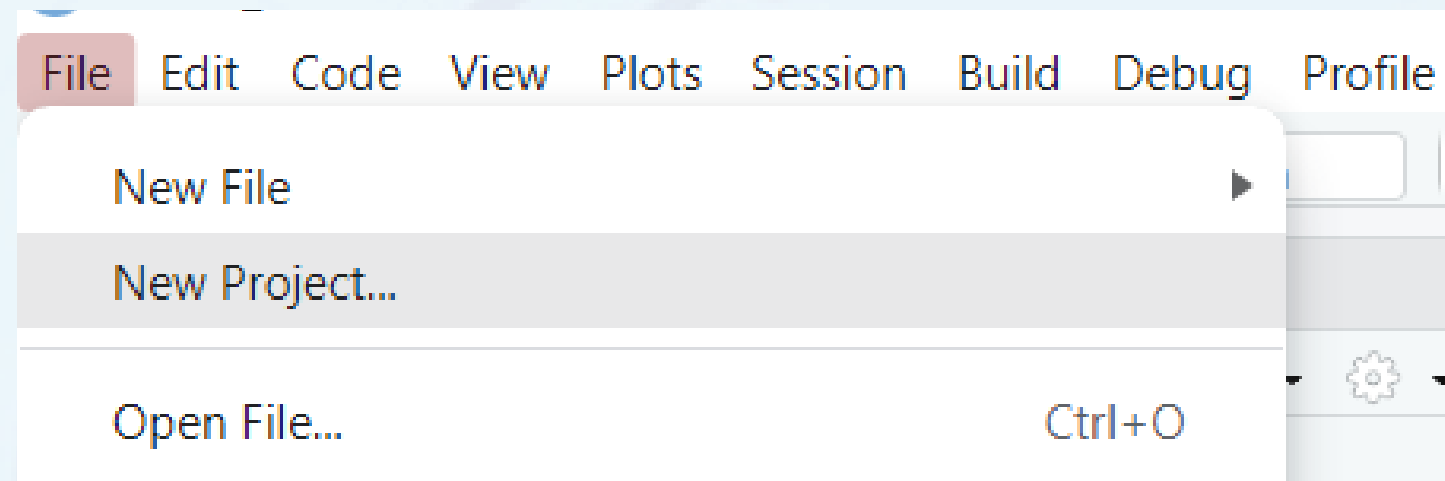 File Edit Code View Plots Session Build Debug Profile
New File
New Project...
Open File... Ctrl+O